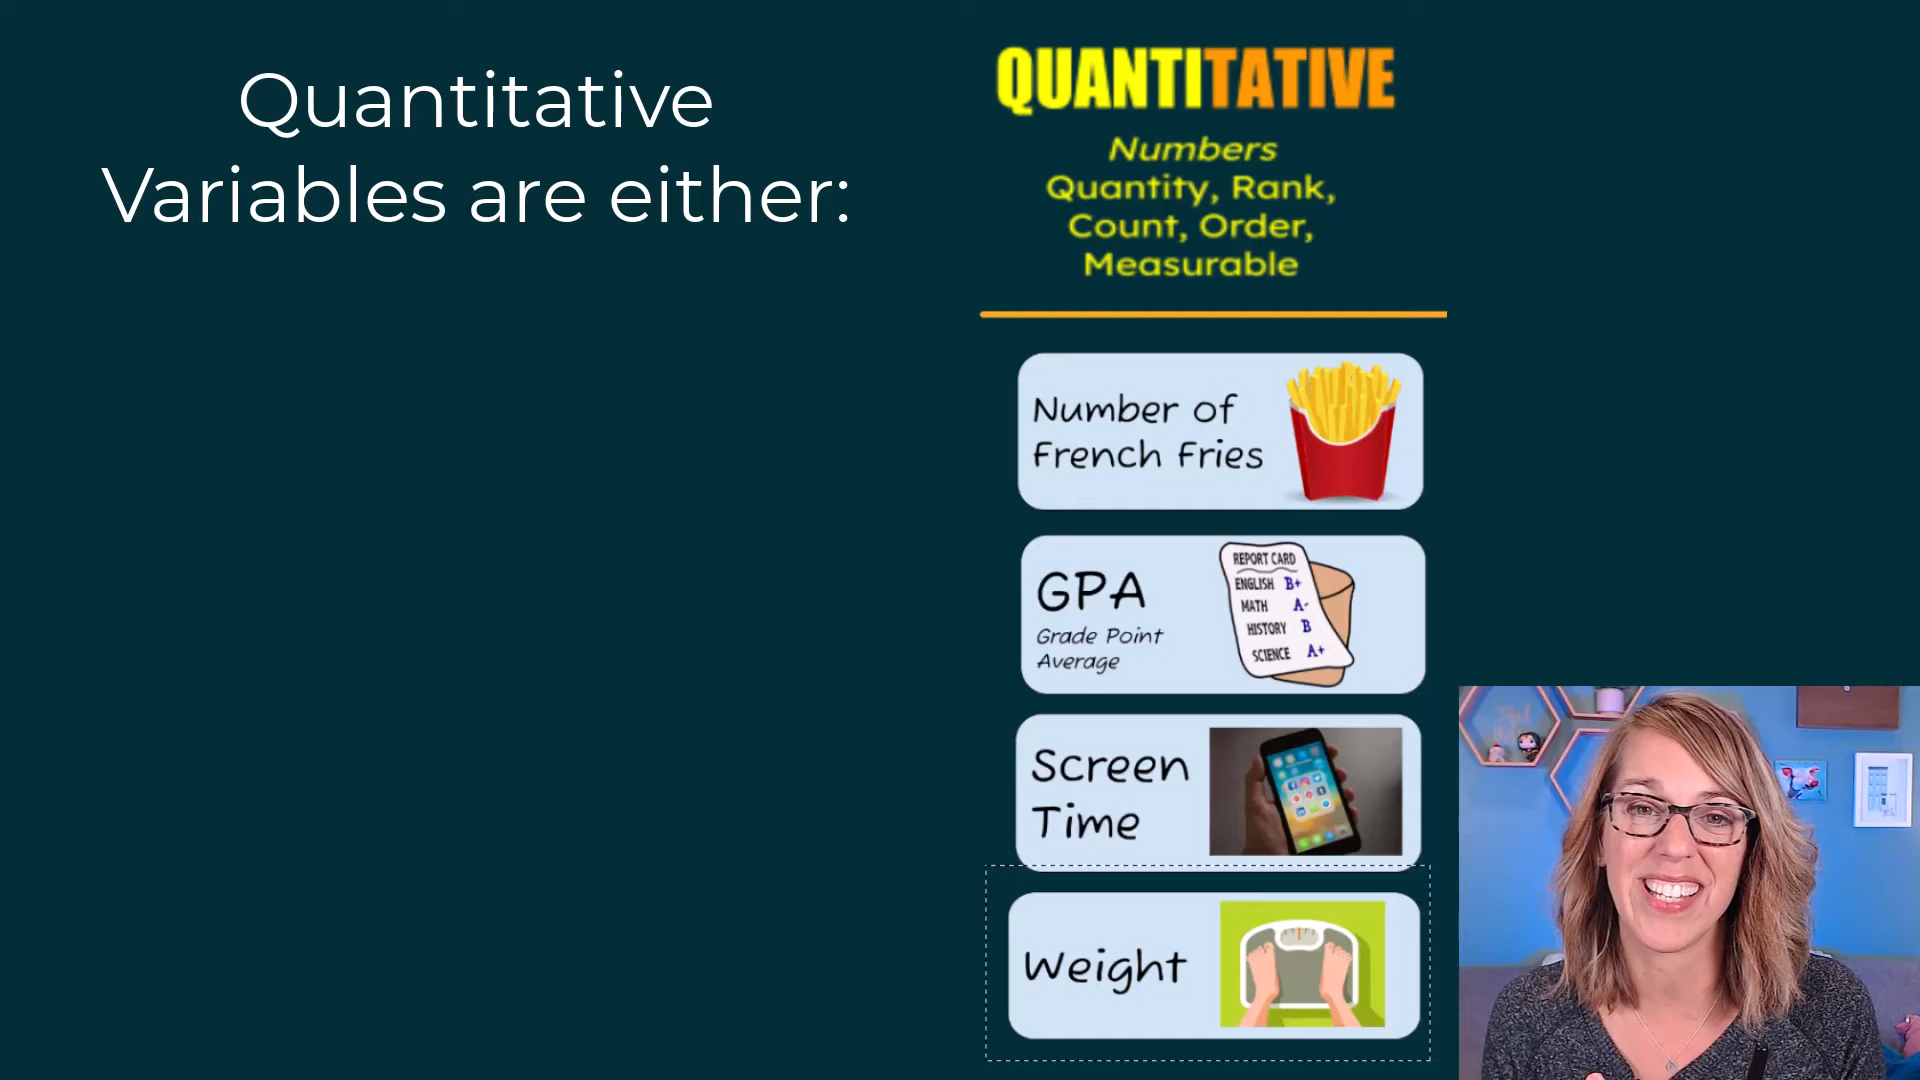 Quantitative
Variables are either:
QUANTITATIVE
Numbers
Quantity, Rank,
Count, Order,
Measurable
Number of
French Fries
GPA
Grade Point
Average
REPORT CARD
ENGLISH B+
MATH A-
HISTORY B
SCIENCE A+
Screen
Time
Weight